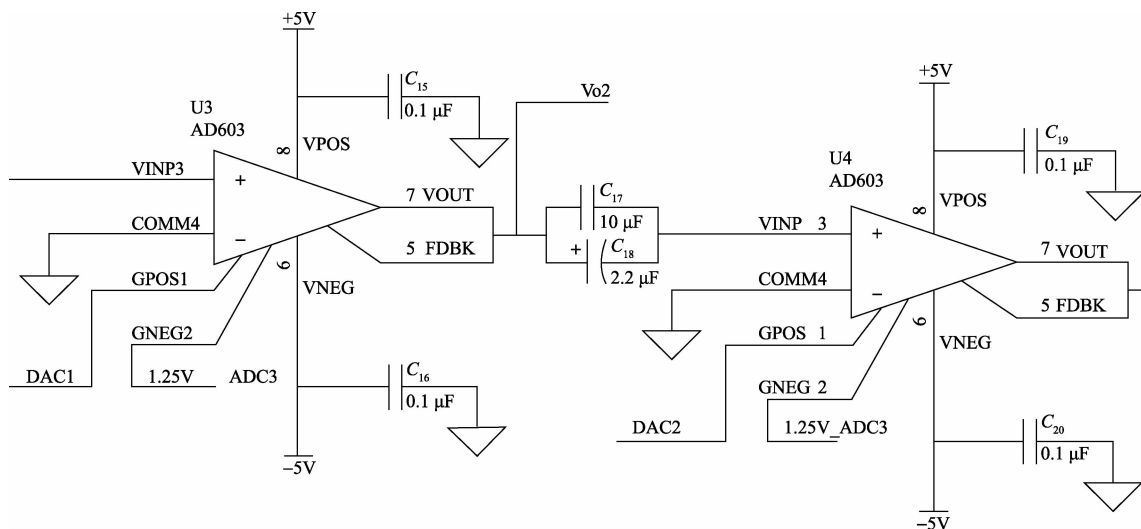 +5V
C15
0.1 μF
U3
AD603
8
VPOS
VINP3
+
COMM4
−
7 VOUT
5 FDBK
GPOS1
6
VNEG
GNEG2
DAC1
1.25V
ADC3
C16
0.1 μF
−5V
Vo2
C17
10 μF
+
C18
2.2 μF
+5V
C19
0.1 μF
U4
AD603
8
VPOS
VINP 3
+
COMM4
−
7 VOUT
5 FDBK
GPOS 1
6
VNEG
GNEG 2
DAC2
1.25V_ADC3
C20
0.1 μF
−5V